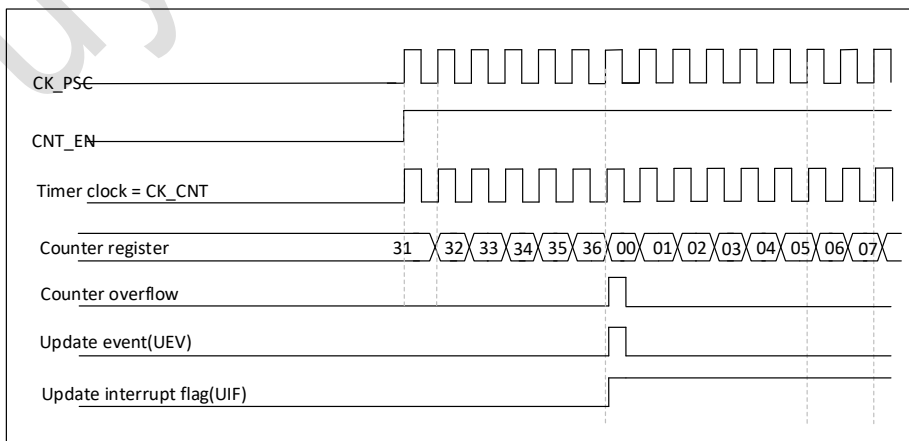 CK_PSC
CNT_EN
Timer clock = CK_CNT
Counter register 31 32 33 34 35 36 00 01 02 03 04 05 06 07
Counter overflow
Update event(UEV)
Update interrupt flag(UIF)